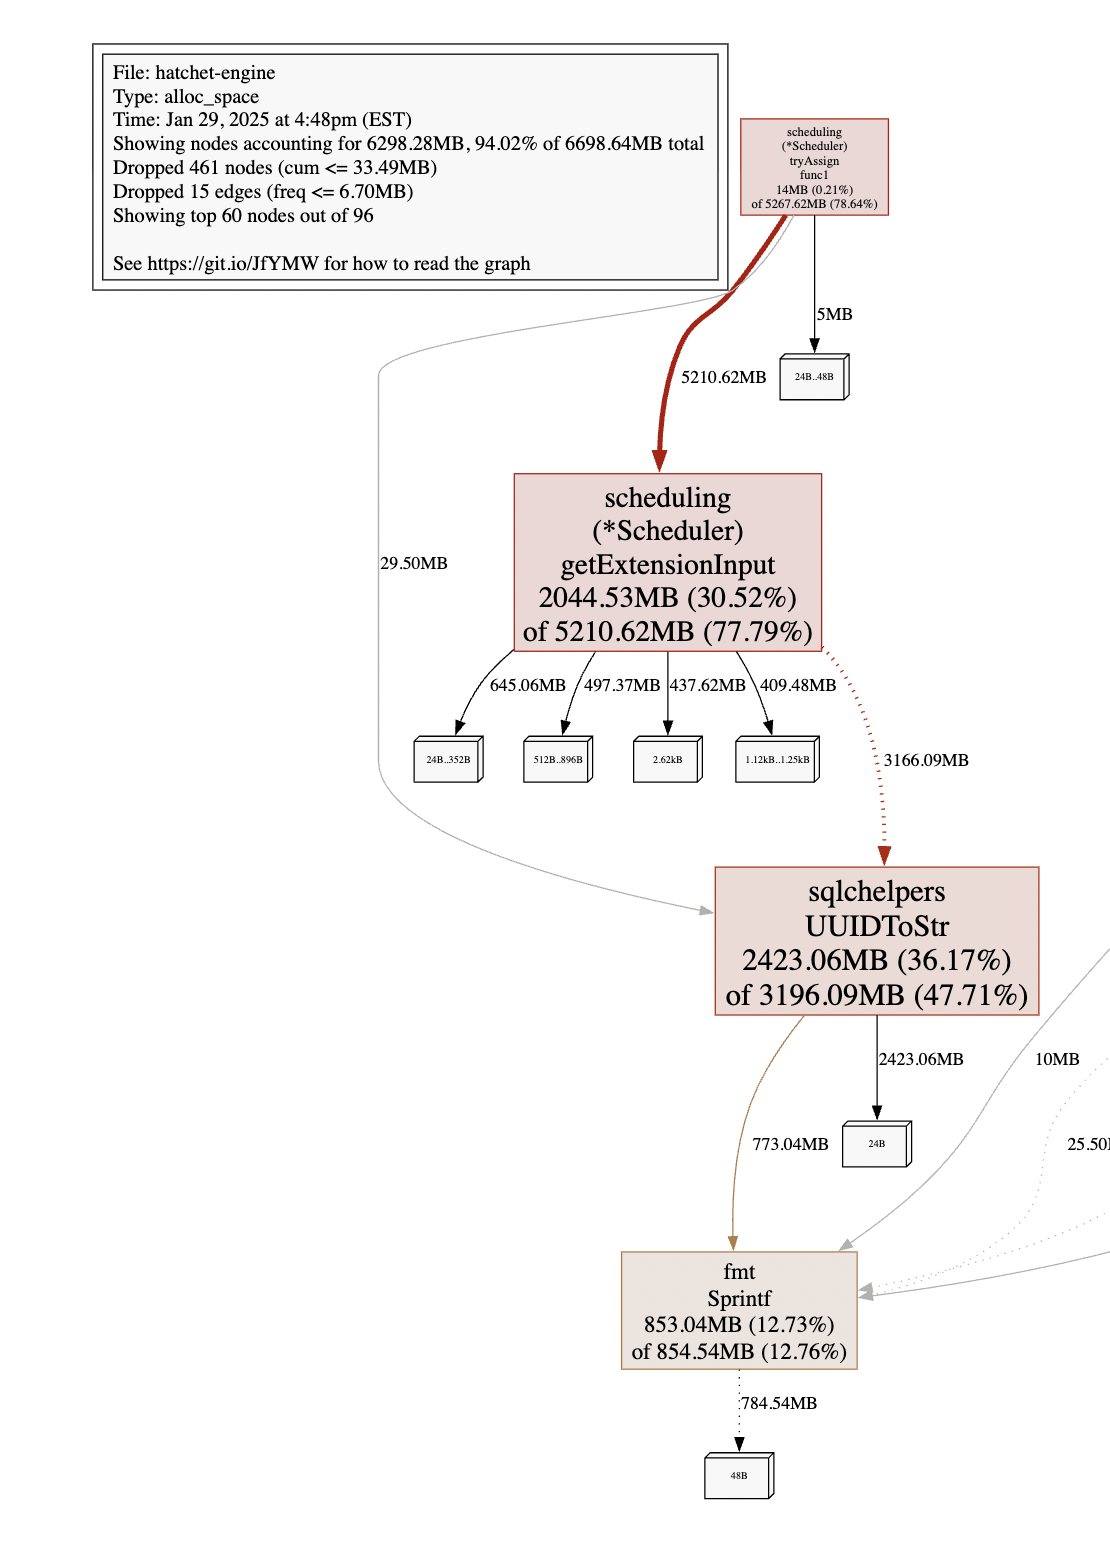 File: hatchet-engine
Type: alloc_space
Time: Jan 29, 2025 at 4:48pm (EST)
Showing nodes accounting for 6298.28MB, 94.02% of 6698.64MB total
Dropped 461 nodes (cum <= 33.49MB)
Dropped 15 edges (freq <= 6.70MB)
Showing top 60 nodes out of 96
See https://git.io/JfYMW for how to read the graph
scheduling
(*Scheduler)
tryAssign
func1
14MB (0.21%)
of 5267.62MB (78.64%)
5MB
24B..48B
5210.62MB
scheduling
(*Scheduler)
getExtensionInput
2044.53MB (30.52%)
of 5210.62MB (77.79%)
29.50MB
645.06MB
497.37MB
437.62MB
409.48MB
24B..352B
512B..896B
2.62kB
1.12kB..1.25kB
3166.09MB
sqlchelpers
UUIDToStr
2423.06MB (36.17%)
of 3196.09MB (47.71%)
2423.06MB
10MB
773.04MB
24B
25.50
fmt
Sprintf
853.04MB (12.73%)
of 854.54MB (12.76%)
784.54MB
48B